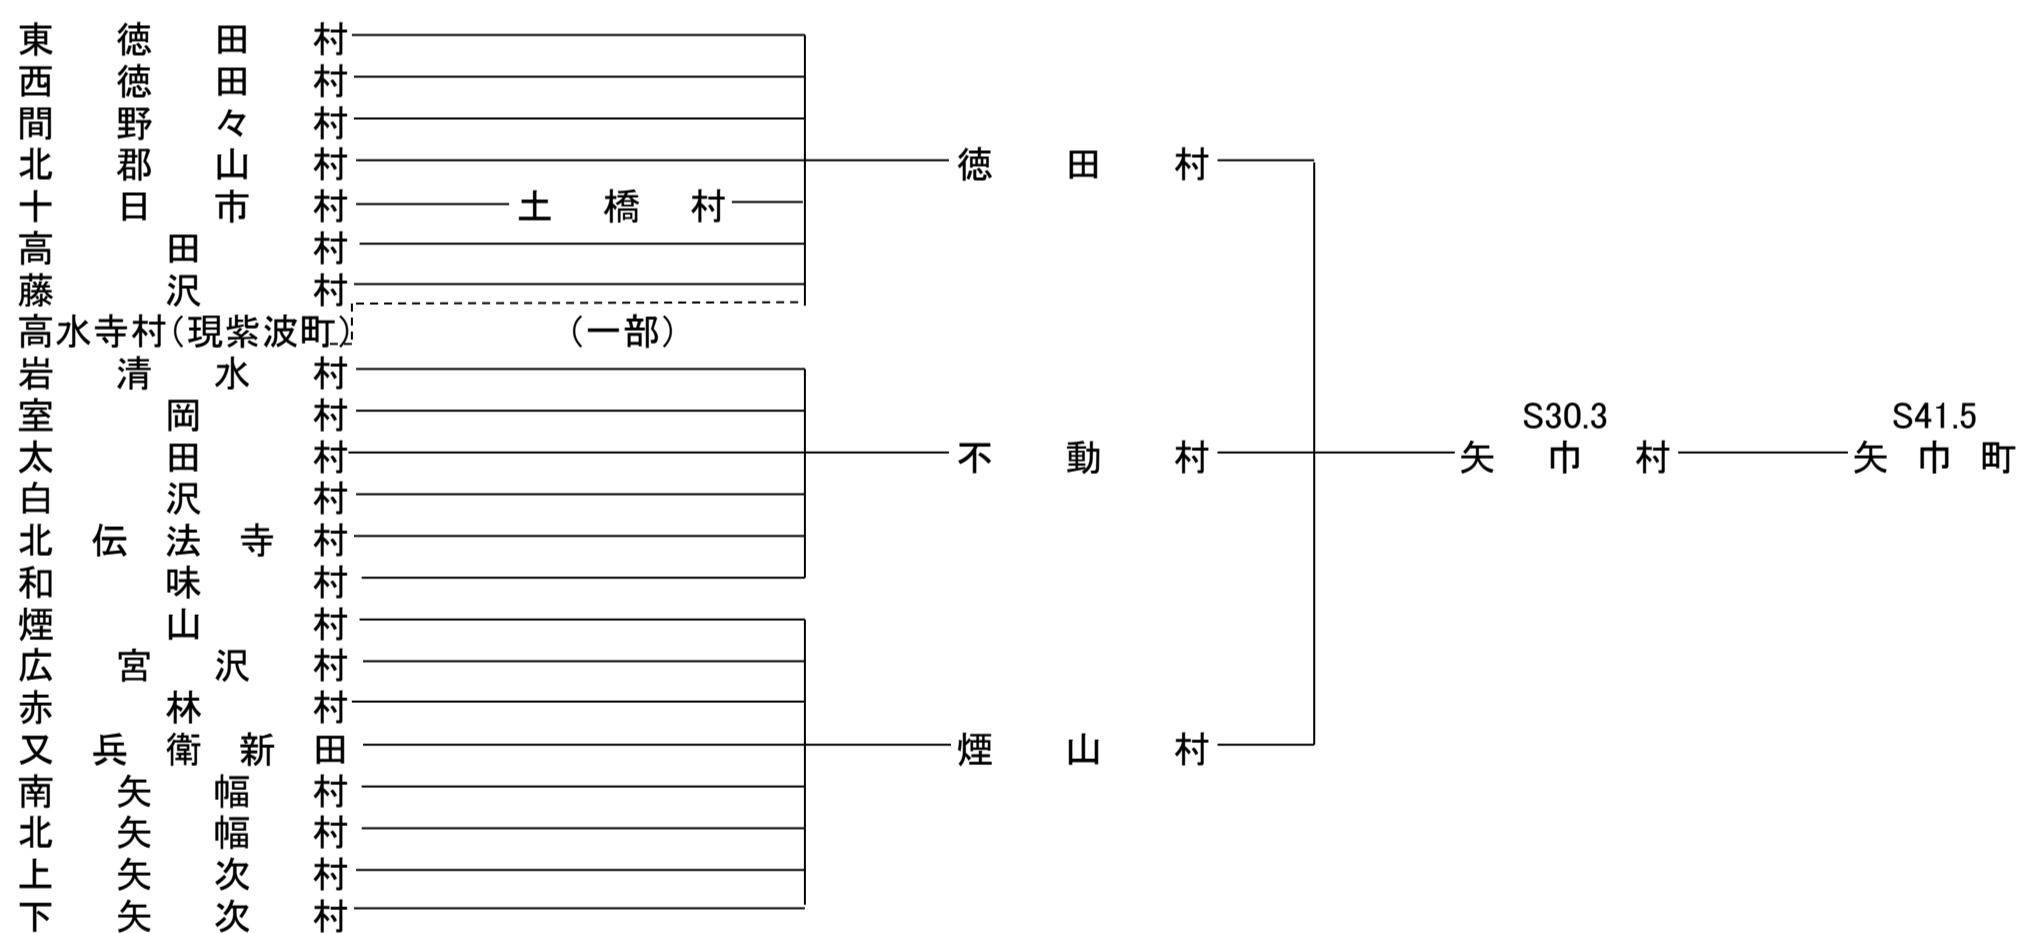 東徳田村
西徳田村
間野々村
北郡山村 徳田村
十日市村 土橋村
高田村
藤沢村
高水寺村(現紫波町) (一部)
岩清水村
室岡村 S30.3 S41.5
太田村 不動村 矢巾村 矢巾町
白沢村
北伝法寺村
和味村
煙山村
広宮沢村
赤林村
又兵衛新田 煙山村
南矢幅村
北矢幅村
上矢次村
下矢次村